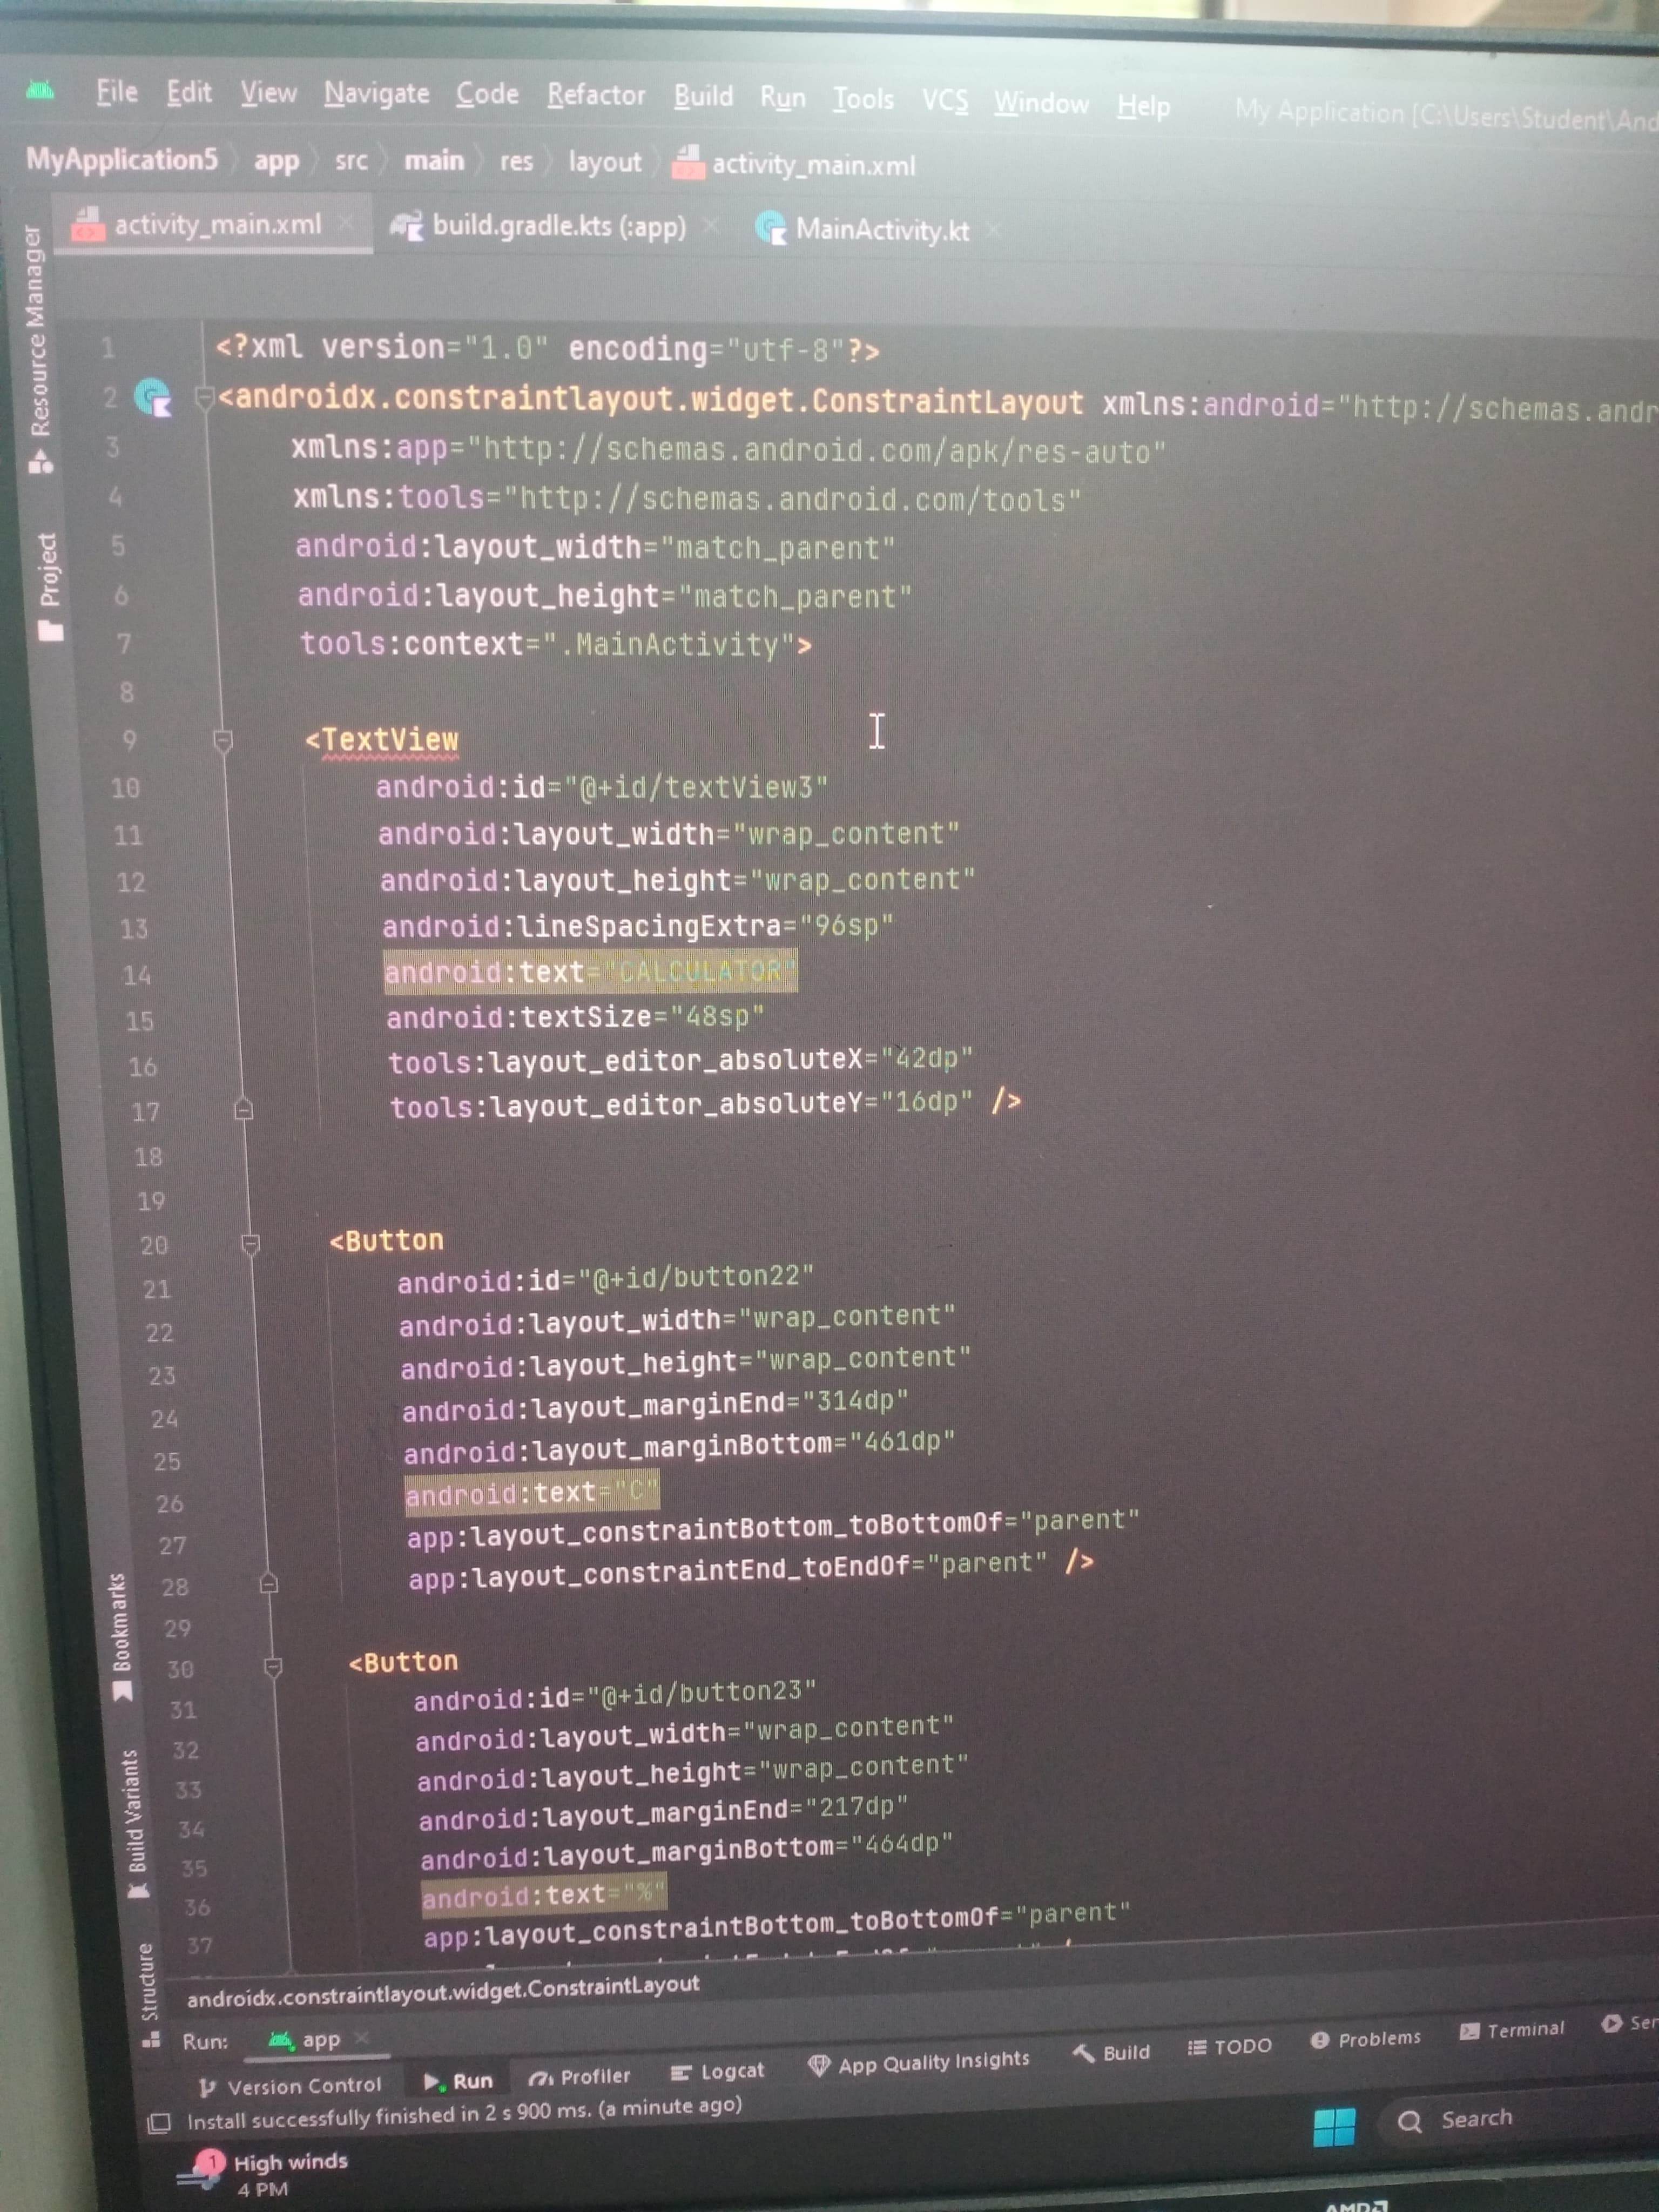 File Edit View Navigate Code Refactor Build Run Tools VCS Window Help My Application [C:\Users\Student\And
MyApplication5 app src main res layout activity_main.xml
activity_main.xml build.gradle.kts (:app) MainActivity.kt
Resource Manager
Project
1 <?xml version="1.0" encoding="utf-8"?>
2 <androidx.constraintlayout.widget.ConstraintLayout xmlns:android="http://schemas.andr
3 xmlns:app="http://schemas.android.com/apk/res-auto"
4 xmlns:tools="http://schemas.android.com/tools"
5 android:layout_width="match_parent"
6 android:layout_height="match_parent"
7 tools:context=".MainActivity">
8
9 <TextView
10 android:id="@+id/textView3"
11 android:layout_width="wrap_content"
12 android:layout_height="wrap_content"
13 android:lineSpacingExtra="96sp"
14 android:text="CALCULATOR"
15 android:textSize="48sp"
16 tools:layout_editor_absoluteX="42dp"
17 tools:layout_editor_absoluteY="16dp" />
18
19
20 <Button
21 android:id="@+id/button22"
22 android:layout_width="wrap_content"
23 android:layout_height="wrap_content"
24 android:layout_marginEnd="314dp"
25 android:layout_marginBottom="461dp"
26 android:text="C"
27 app:layout_constraintBottom_toBottomOf="parent"
28 app:layout_constraintEnd_toEndOf="parent" />
29
30 <Button
31 android:id="@+id/button23"
32 android:layout_width="wrap_content"
33 android:layout_height="wrap_content"
34 android:layout_marginEnd="217dp"
35 android:layout_marginBottom="464dp"
36 android:text="%"
37 app:layout_constraintBottom_toBottomOf="parent"
Bookmarks
Build Variants
Structure
androidx.constraintlayout.widget.ConstraintLayout
Run: app
Version Control Run Profiler Logcat App Quality Insights Build TODO Problems Terminal Ser
Install successfully finished in 2 s 900 ms. (a minute ago)
1 High winds
4 PM
Search
AMD